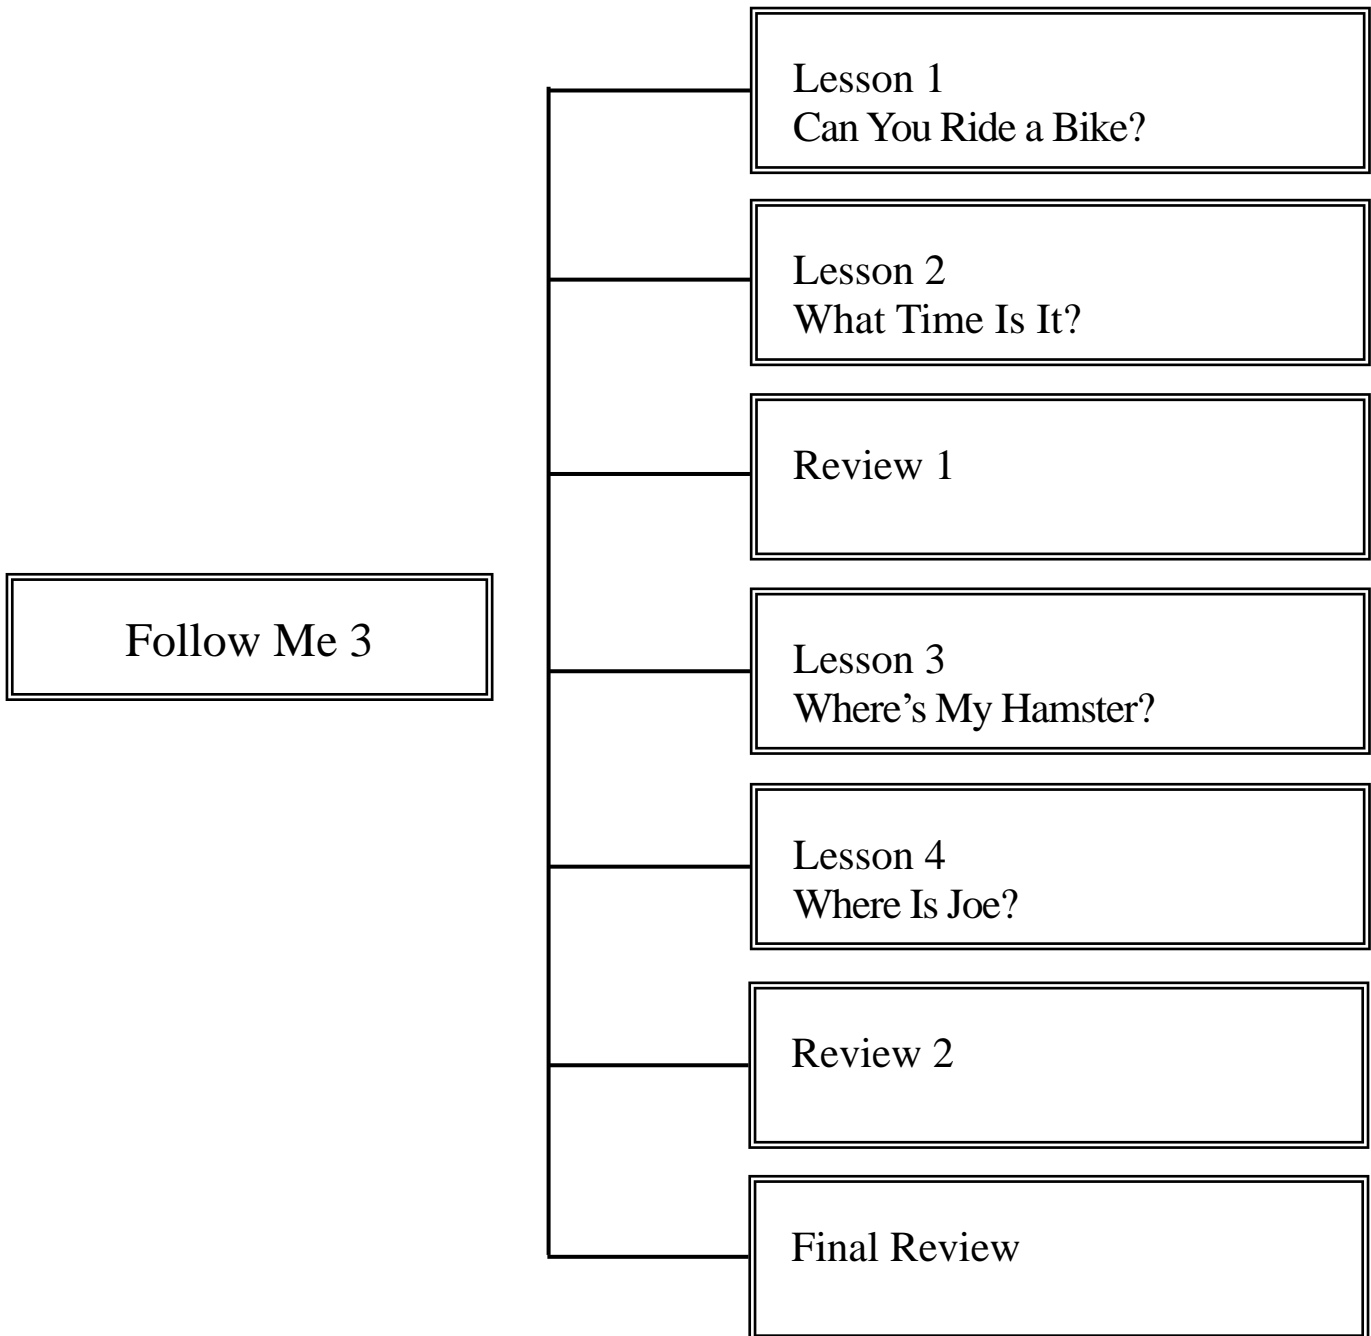 Lesson 1
Can You Ride a Bike?
Lesson 2
What Time Is It?
Review 1
Follow Me 3
Lesson 3
Where's My Hamster?
Lesson 4
Where Is Joe?
Review 2
Final Review